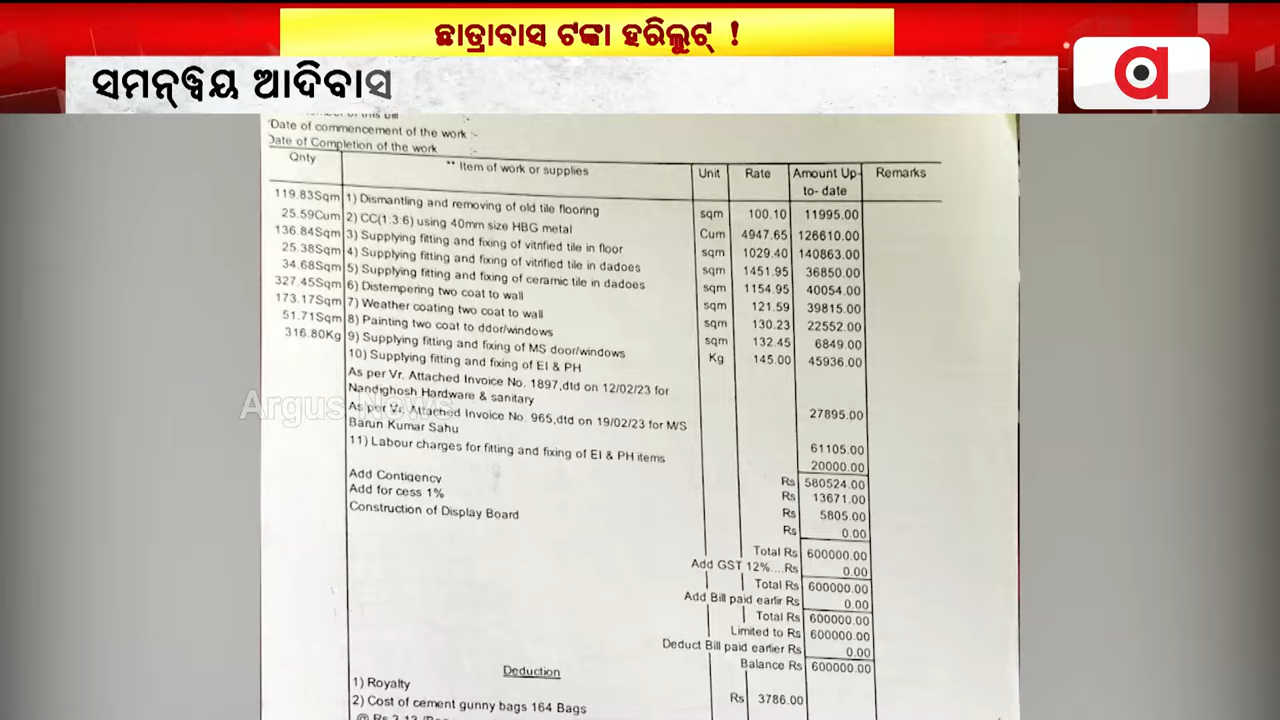 ଛାତ୍ରାବାସ ଟଙ୍କା ହରିଲୁଟ୍ !
ସମନ୍ୱୟ ଆଦିବାସ
a
Date of commencement of the work :-
Date of Completion of the work :-
Qnty ** Item of work or supplies Unit Rate Amount Up-to- date Remarks
119.83Sqm 1) Dismantling and removing of old tile flooring sqm 100.10 11995.00
25.59Cum 2) CC(1:3:6) using 40mm size HBG metal Cum 4947.65 126610.00
136.84Sqm 3) Supplying fitting and fixing of vitrified tile in floor sqm 1029.40 140863.00
25.38Sqm 4) Supplying fitting and fixing of vitrified tile in dadoes sqm 1451.95 36850.00
34.68Sqm 5) Supplying fitting and fixing of ceramic tile in dadoes sqm 1154.95 40054.00
327.45Sqm 6) Distempering two coat to wall sqm 121.59 39815.00
173.17Sqm 7) Weather coating two coat to wall sqm 130.23 22552.00
51.71Sqm 8) Painting two coat to ddor/windows sqm 132.45 6849.00
316.80Kg 9) Supplying fitting and fixing of MS door/windows Kg 145.00 45936.00
10) Supplying fitting and fixing of EI & PH
As per Vr. Attached Invoice No. 1897,dtd on 12/02/23 for
Nandighosh Hardware & sanitary 27895.00
As per Vr. Attached Invoice No. 965,dtd on 19/02/23 for M/S
Barun Kumar Sahu 61105.00
11) Labour charges for fitting and fixing of EI & PH items 20000.00
Rs 580524.00
Add Contigency Rs 13671.00
Add for cess 1% Rs 5805.00
Construction of Display Board Rs 0.00
Total Rs 600000.00
Add GST 12%....Rs 0.00
Total Rs 600000.00
Add Bill paid earlir Rs 0.00
Total Rs 600000.00
Limited to Rs 600000.00
Deduct Bill paid earlier Rs 0.00
Balance Rs 600000.00
Deduction
1) Royalty Rs 3786.00
2) Cost of cement gunny bags 164 Bags
Argus News